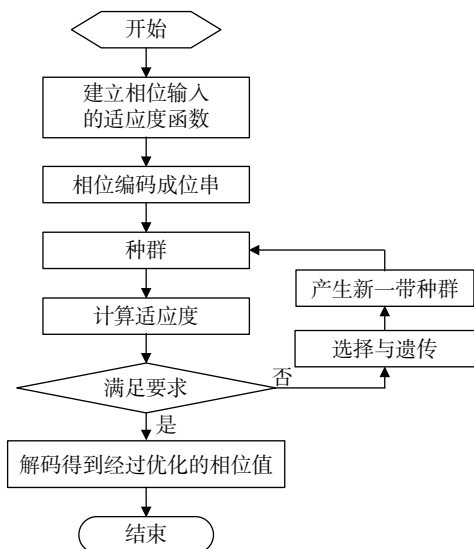 开始
建立相位输入
的适应度函数
相位编码成位串
种群
产生新一带种群
计算适应度
选择与遗传
满足要求
否
是
解码得到经过优化的相位值
结束